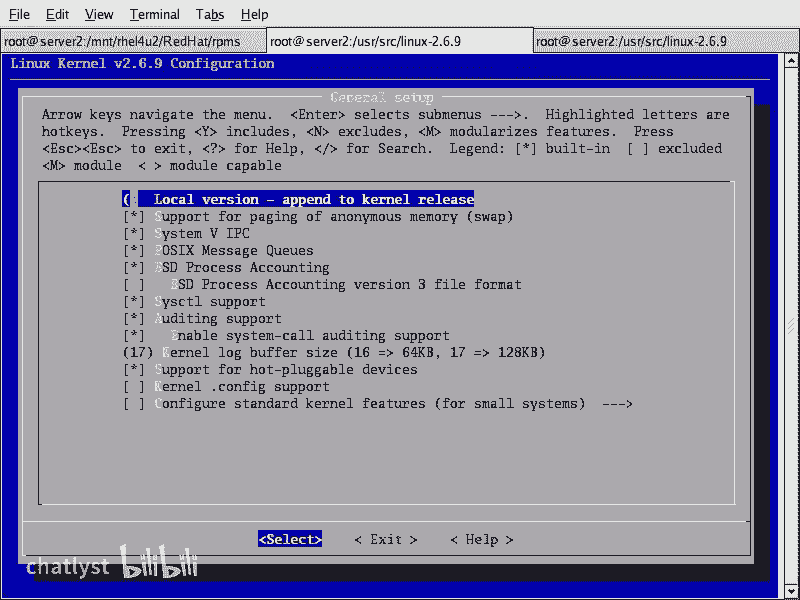 File Edit View Terminal Tabs Help
root@server2:/mnt/rhel4u2/RedHat/rpms root@server2:/usr/src/linux-2.6.9 root@server2:/usr/src/linux-2.6.9
Linux Kernel v2.6.9 Configuration
General setup
Arrow keys navigate the menu. <Enter> selects submenus --->. Highlighted letters are
hotkeys. Pressing <Y> includes, <N> excludes, <M> modularizes features. Press
<Esc><Esc> to exit, <?> for Help, </> for Search. Legend: [*] built-in [ ] excluded
<M> module < > module capable
( ) Local version - append to kernel release
[*] Support for paging of anonymous memory (swap)
[*] System V IPC
[*] POSIX Message Queues
[*] BSD Process Accounting
[ ] BSD Process Accounting version 3 file format
[*] Sysctl support
[*] Auditing support
[*] Enable system-call auditing support
(17) Kernel log buffer size (16 => 64KB, 17 => 128KB)
[*] Support for hot-pluggable devices
[ ] Kernel .config support
[ ] Configure standard kernel features (for small systems) --->
<Select> < Exit > < Help >
chatlyst bilibili